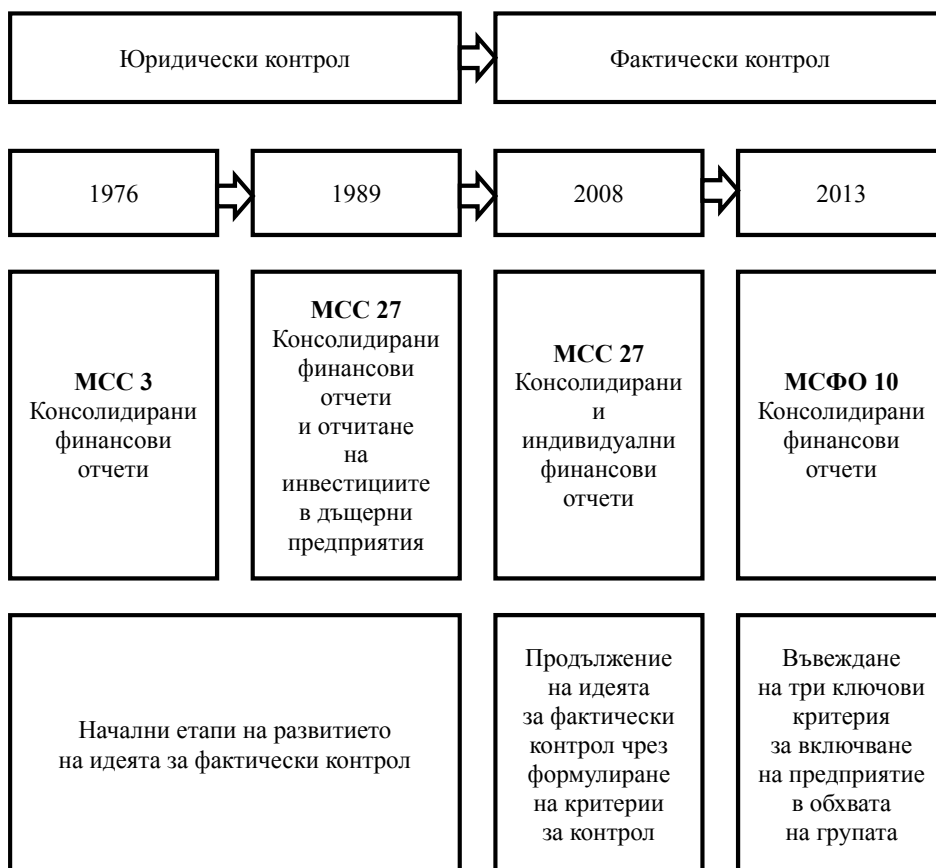 Юридически контрол
Фактически контрол
1976
1989
2008
2013
МСС 3
Консолидирани
финансови
отчети
МСС 27
Консолидирани
финансови
отчети
и отчитане
на
инвестициите
в дъщерни
предприятия
МСС 27
Консолидирани
и
индивидуални
финансови
отчети
МСФО 10
Консолидирани
финансови
отчети
Начални етапи на развитието
на идеята за фактически контрол
Продължение
на идеята
за фактически
контрол чрез
формулиране
на критерии
за контрол
Въвеждане
на три ключови
критерия
за включване
на предприятие
в обхвата
на групата